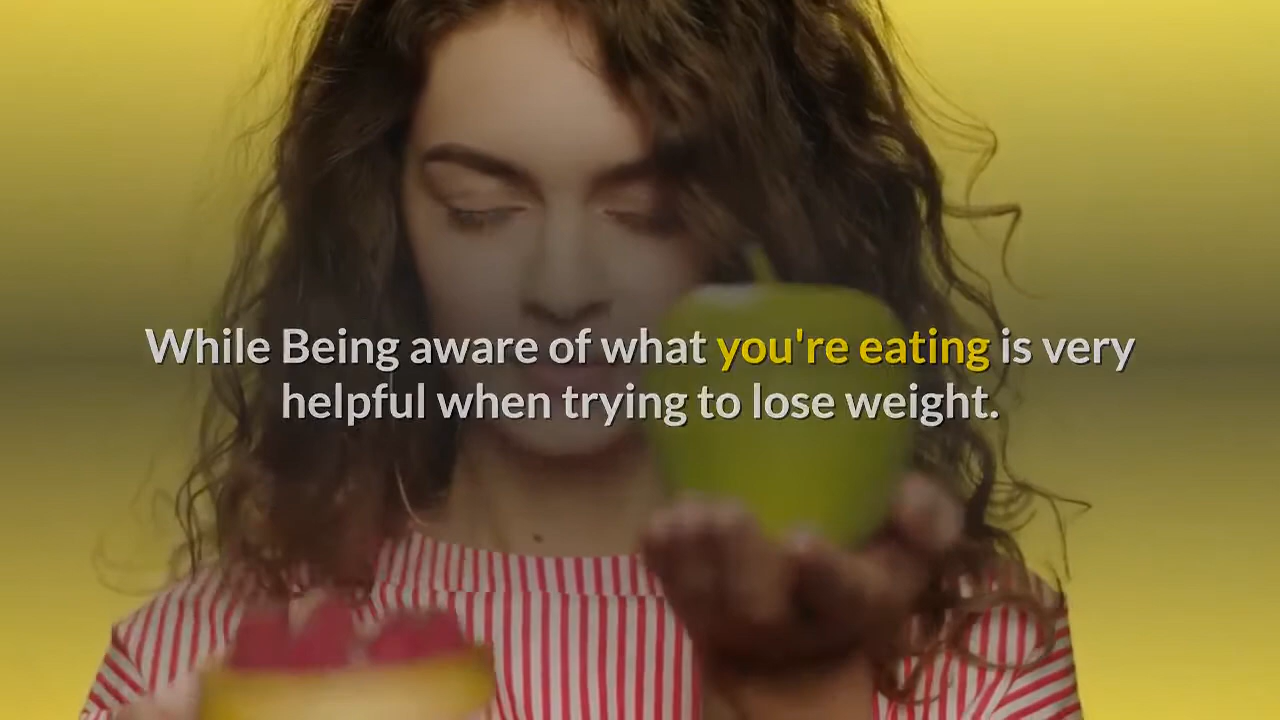 While Being aware of what you're eating is very
helpful when trying to lose weight.